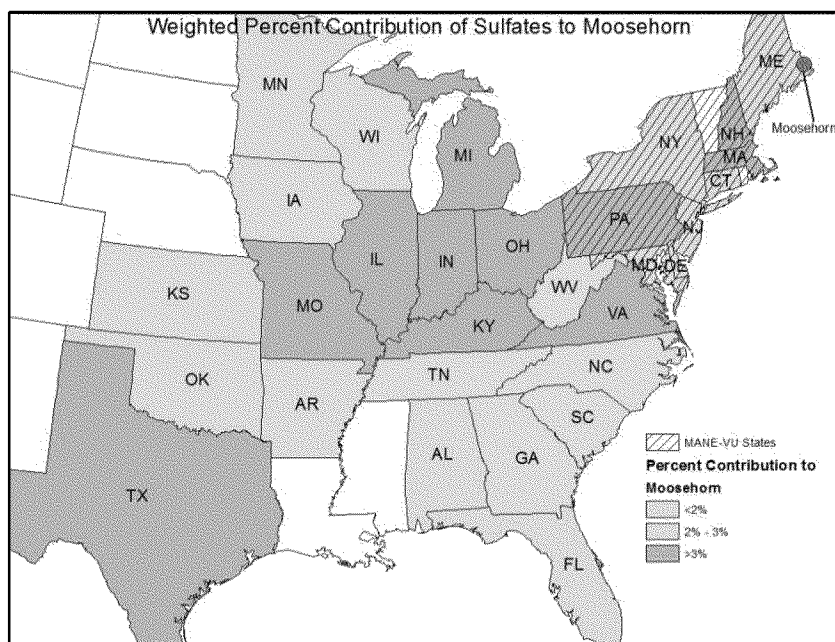 Weighted Percent Contribution of Sulfates to Moosehorn
MN
ME
WI
Moosehorn
NH
NY
MI
MA
CT
IA
PA
NJ
OH
IL
IN
MD
DE
WV
KS
MO
VA
KY
NC
TN
OK
AR
SC
MANE-VU States
AL
GA
Percent Contribution to
Moosehorn
TX
<2%
2% - 3%
>3%
FL